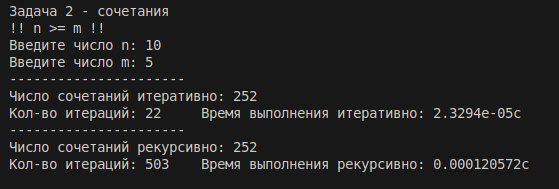 Задача 2 - сочетания
!! n >= m !!
Введите число n: 10
Введите число m: 5
----------------------
Число сочетаний итеративно: 252
Кол-во итераций: 22    Время выполнения итеративно: 2.3294e-05с
----------------------
Число сочетаний рекурсивно: 252
Кол-во итераций: 503    Время выполнения рекурсивно: 0.000120572с